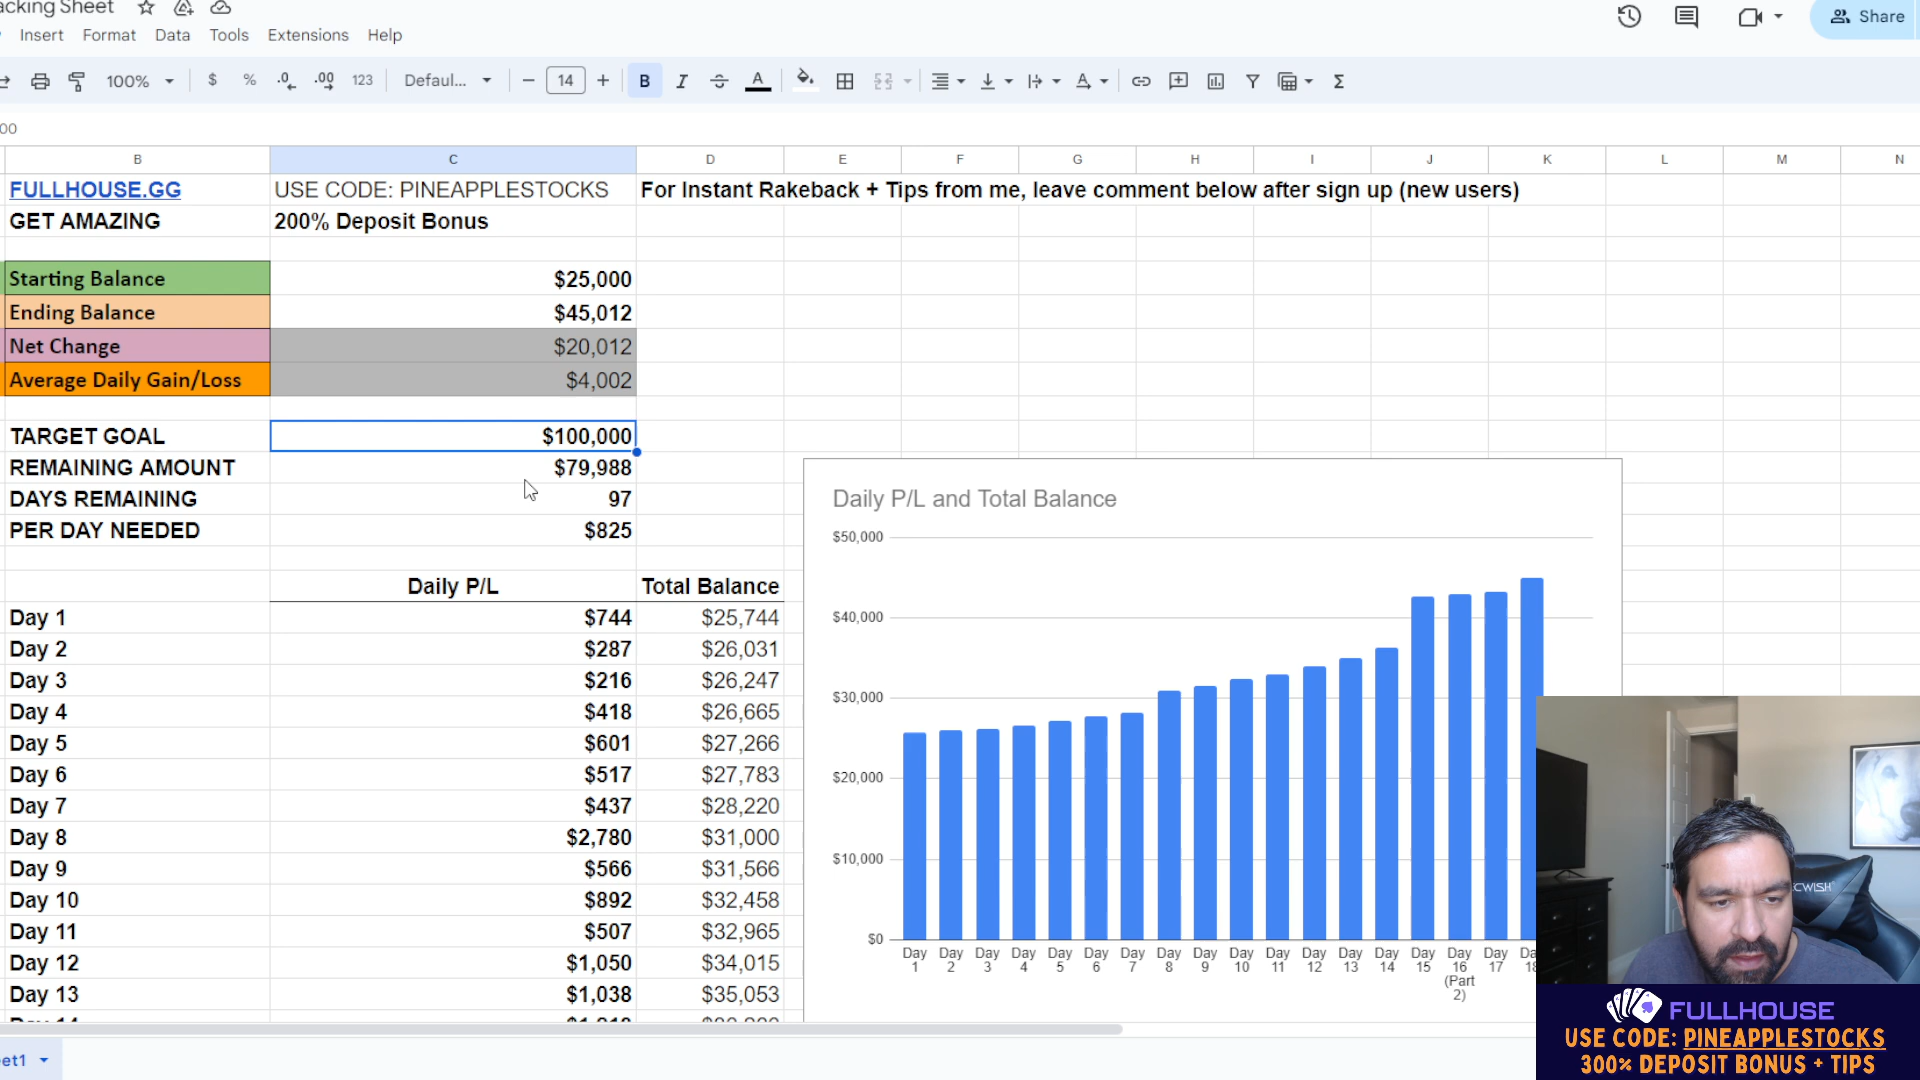 acking Sheet
Insert Format Data Tools Extensions Help
Share
100% $ % .0 .00 123 Defaul... 14 B I A
00
B C D E F G H I J K L M N
FULLHOUSE.GG USE CODE: PINEAPPLESTOCKS For Instant Rakeback + Tips from me, leave comment below after sign up (new users)
GET AMAZING 200% Deposit Bonus
Starting Balance $25,000
Ending Balance $45,012
Net Change $20,012
Average Daily Gain/Loss $4,002
TARGET GOAL $100,000
REMAINING AMOUNT $79,988
DAYS REMAINING 97
PER DAY NEEDED $825
Daily P/L Total Balance
Day 1 $744 $25,744
Day 2 $287 $26,031
Day 3 $216 $26,247
Day 4 $418 $26,665
Day 5 $601 $27,266
Day 6 $517 $27,783
Day 7 $437 $28,220
Day 8 $2,780 $31,000
Day 9 $566 $31,566
Day 10 $892 $32,458
Day 11 $507 $32,965
Day 12 $1,050 $34,015
Day 13 $1,038 $35,053
Daily P/L and Total Balance
$50,000
$40,000
$30,000
$20,000
$10,000
$0
Day 1
Day 2
Day 3
Day 4
Day 5
Day 6
Day 7
Day 8
Day 9
Day 10
Day 11
Day 12
Day 13
Day 14
Day 15
Day 16 (Part 2)
Day 17
Da 18
et1
CWISH
FULLHOUSE
USE CODE: PINEAPPLESTOCKS
300% DEPOSIT BONUS + TIPS